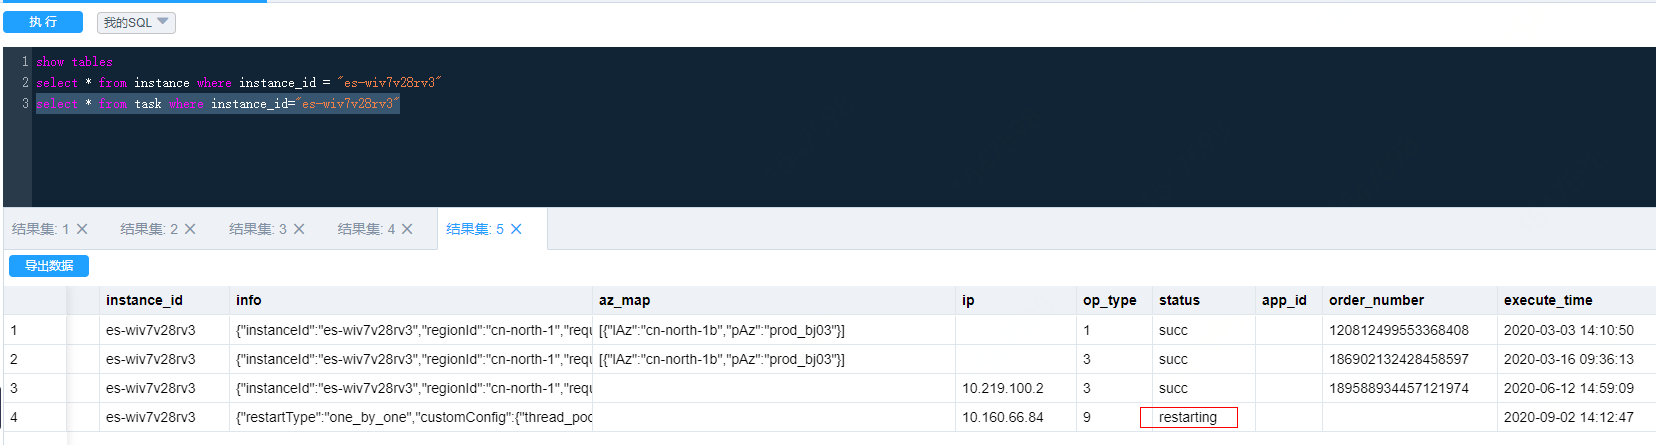 执 行 我的SQL
1 show tables
2 select * from instance where instance_id = "es-wiv7v28rv3"
3 select * from task where instance_id="es-wiv7v28rv3"
结果集: 1 结果集: 2 结果集: 3 结果集: 4 结果集: 5
导出数据
instance_id info az_map ip op_type status app_id order_number execute_time
1 es-wiv7v28rv3 {"instanceId":"es-wiv7v28rv3","regionId":"cn-north-1","requ [{"lAz":"cn-north-1b","pAz":"prod_bj03"}] 1 succ 120812499553368408 2020-03-03 14:10:50
2 es-wiv7v28rv3 {"instanceId":"es-wiv7v28rv3","regionId":"cn-north-1","requ [{"lAz":"cn-north-1b","pAz":"prod_bj03"}] 3 succ 186902132428458597 2020-03-16 09:36:13
3 es-wiv7v28rv3 {"instanceId":"es-wiv7v28rv3","regionId":"cn-north-1","requ 10.219.100.2 3 succ 189588934457121974 2020-06-12 14:59:09
4 es-wiv7v28rv3 {"restartType":"one_by_one","customConfig":{"thread_poo 10.160.66.84 9 restarting 2020-09-02 14:12:47